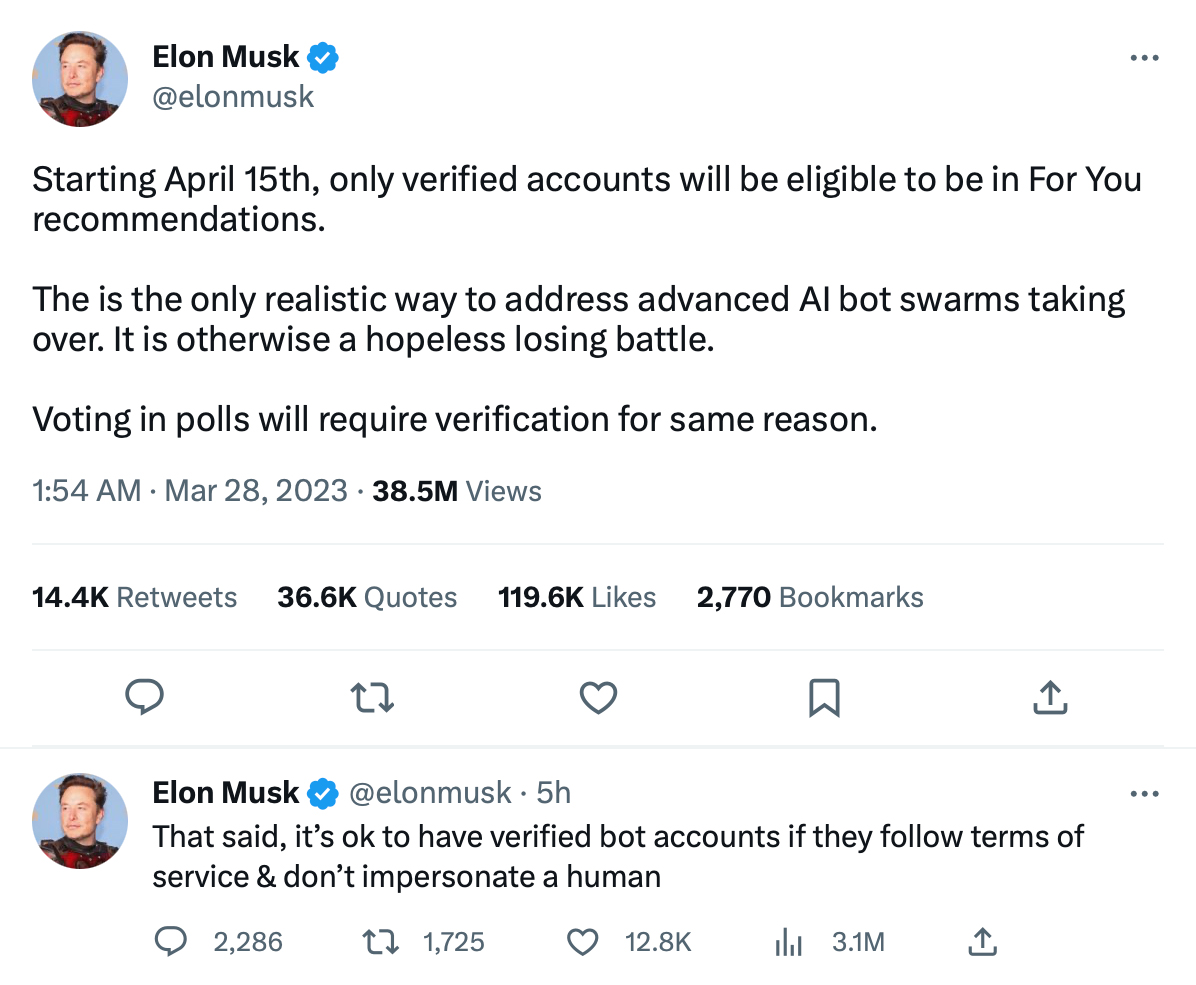 Elon Musk
@elonmusk
Starting April 15th, only verified accounts will be eligible to be in For You
recommendations.
The is the only realistic way to address advanced AI bot swarms taking
over. It is otherwise a hopeless losing battle.
Voting in polls will require verification for same reason.
1:54 AM · Mar 28, 2023 · 38.5M Views
14.4K Retweets 36.6K Quotes 119.6K Likes 2,770 Bookmarks
Elon Musk @elonmusk · 5h
That said, it’s ok to have verified bot accounts if they follow terms of
service & don’t impersonate a human
2,286 1,725 12.8K 3.1M